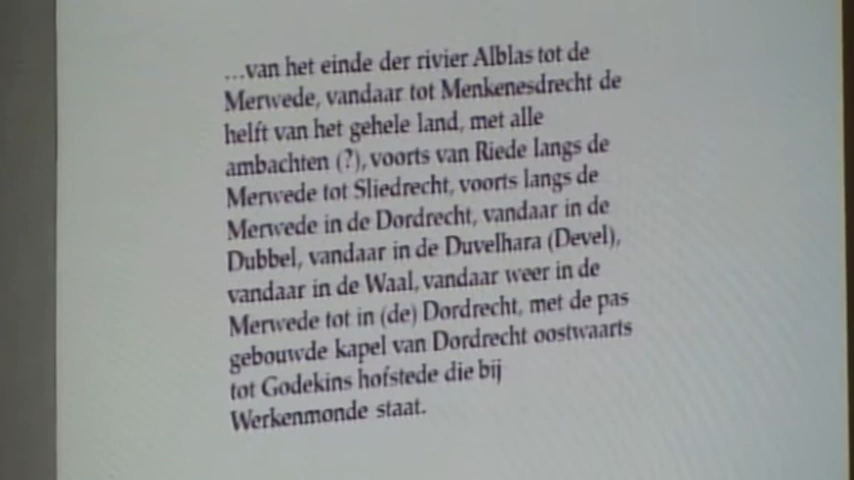 ...van het einde der rivier Alblas tot de
Merwede, vandaar tot Menkenesdrecht de
helft van het gehele land, met alle
ambachten (?), voorts van Riede langs de
Merwede tot Sliedrecht, voorts langs de
Merwede in de Dordrecht, vandaar in de
Dubbel, vandaar in de Duvelhara (Devel),
vandaar in de Waal, vandaar weer in de
Merwede tot in (de) Dordrecht, met de pas
gebouwde kapel van Dordrecht oostwaarts
tot Godekins hofstede die bij
Werkenmonde staat.